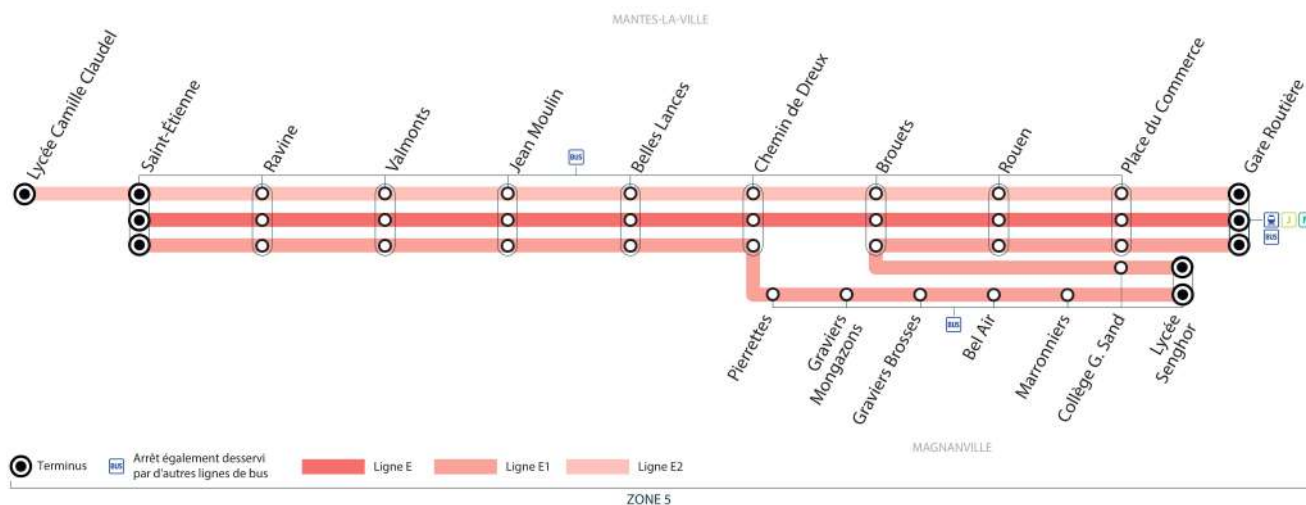 MANTES-LA-VILLE
Lycée Camille Claudel
Saint-Étienne
Ravine
Valmonts
Jean Moulin
Belles Lances
Chemin de Dreux
Brouets
Rouen
Place du Commerce
Gare Routière
BUS
J
BUS
Pierrettes
Graviers
Mongazons
Graviers Brosses
BUS
Bel Air
Marronniers
Collège G. Sand
Lycée
Senghor
MAGNANVILLE
Terminus
BUS
Arrêt également desservi
par d'autres lignes de bus
Ligne E
Ligne E1
Ligne E2
ZONE 5